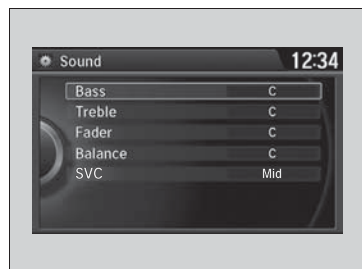 Sound 12:34
Bass C
Treble C
Fader C
Balance C
SVC Mid